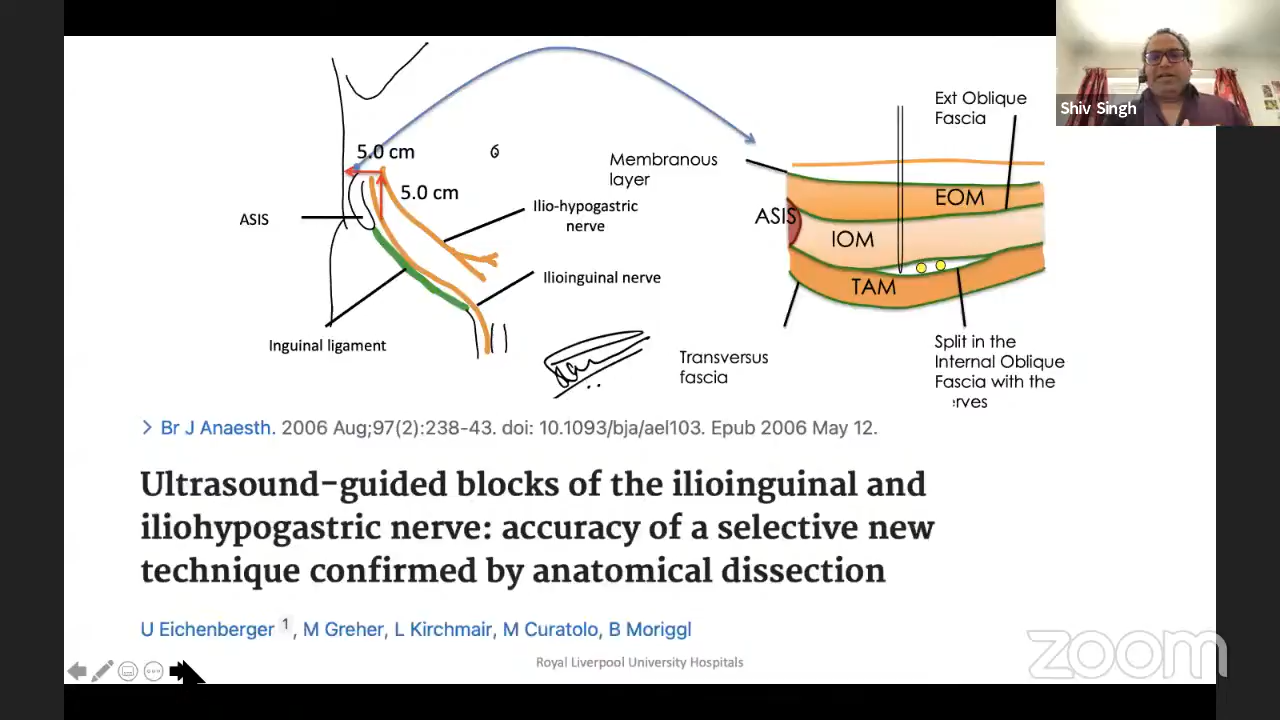 Shiv Singh
5.0 cm
6
5.0 cm
ASIS
Ilio-hypogastric
nerve
Ilioinguinal nerve
Inguinal ligament
Membranous
layer
Ext Oblique
Fascia
ASIS
EOM
IOM
TAM
Transversus
fascia
Split in the
Internal Oblique
Fascia with the
erves
> Br J Anaesth. 2006 Aug;97(2):238-43. doi: 10.1093/bja/ael103. Epub 2006 May 12.
Ultrasound-guided blocks of the ilioinguinal and
iliohypogastric nerve: accuracy of a selective new
technique confirmed by anatomical dissection
U Eichenberger 1, M Greher, L Kirchmair, M Curatolo, B Moriggl
Royal Liverpool University Hospitals
zoom